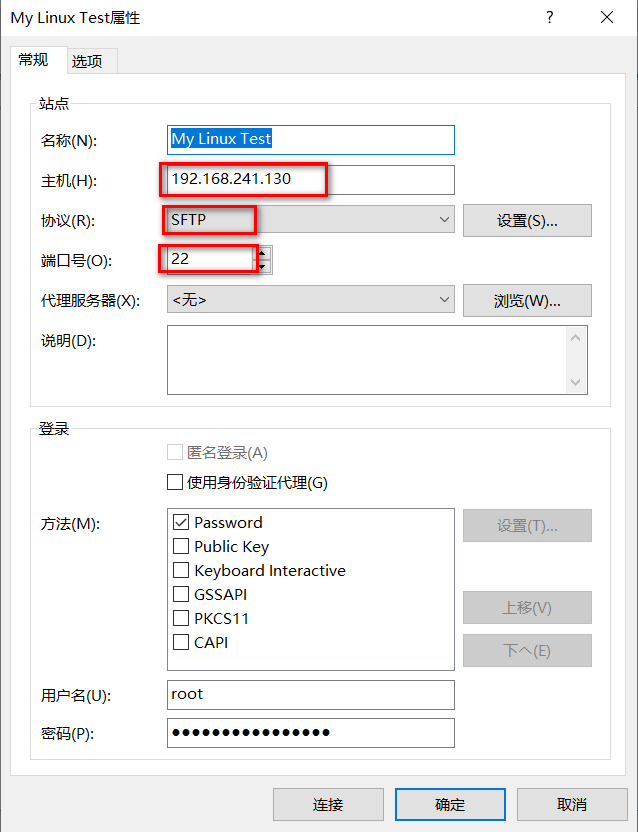 My Linux Test属性
常规 选项
站点
名称(N): My Linux Test
主机(H): 192.168.241.130
协议(R): SFTP 设置(S)...
端口号(O): 22
代理服务器(X): <无> 浏览(W)...
说明(D):
登录
匿名登录(A)
使用身份验证代理(G)
方法(M): Password 设置(T)...
Public Key
Keyboard Interactive
GSSAPI
PKCS11 上移(V)
CAPI 下へ(E)
用户名(U): root
密码(P): ●●●●●●●●●●●●●●●●
连接 确定 取消